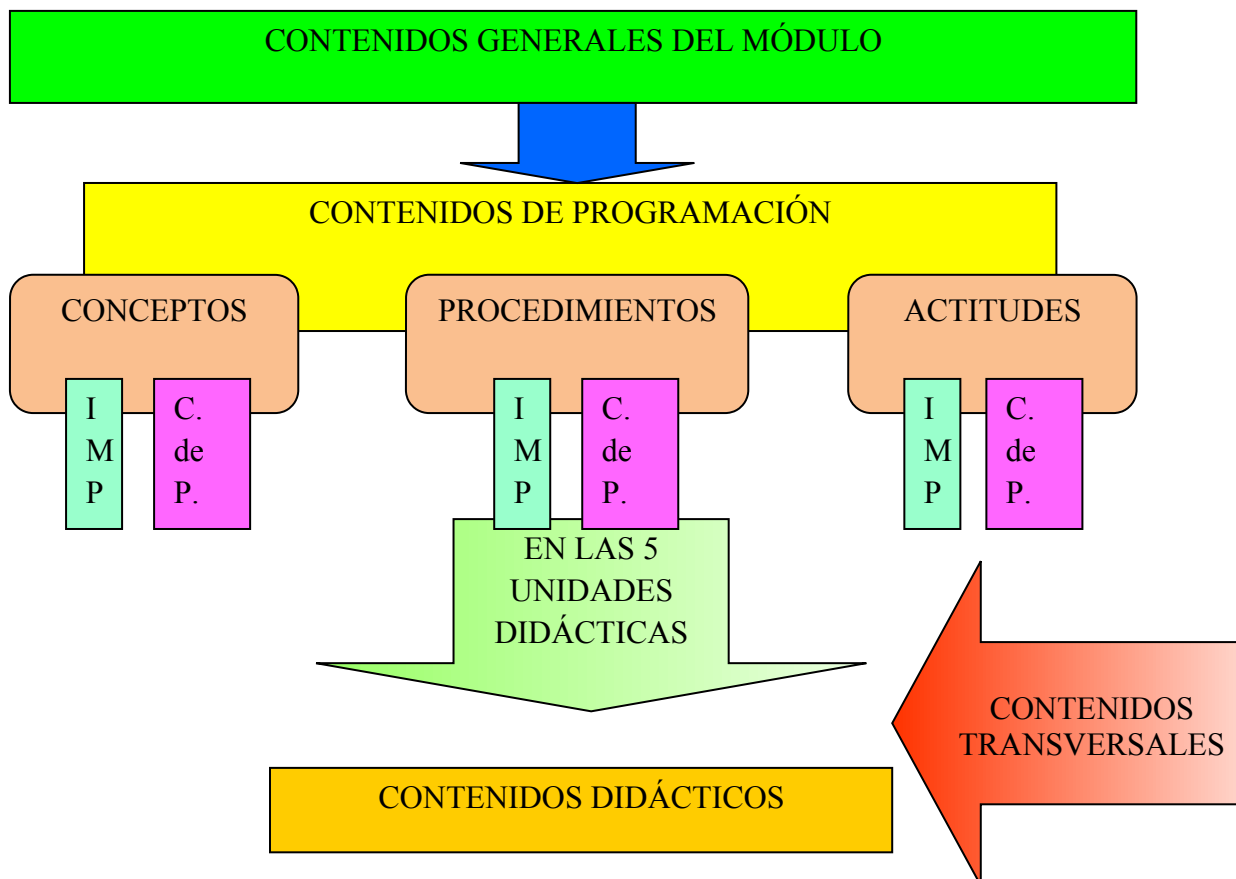 CONTENIDOS GENERALES DEL MÓDULO
CONTENIDOS DE PROGRAMACIÓN
CONCEPTOS
I
M
P
C.
de
P.
PROCEDIMIENTOS
I
M
P
C.
de
P.
ACTITUDES
I
M
P
C.
de
P.
EN LAS 5
UNIDADES
DIDÁCTICAS
CONTENIDOS
TRANSVERSALES
CONTENIDOS DIDÁCTICOS